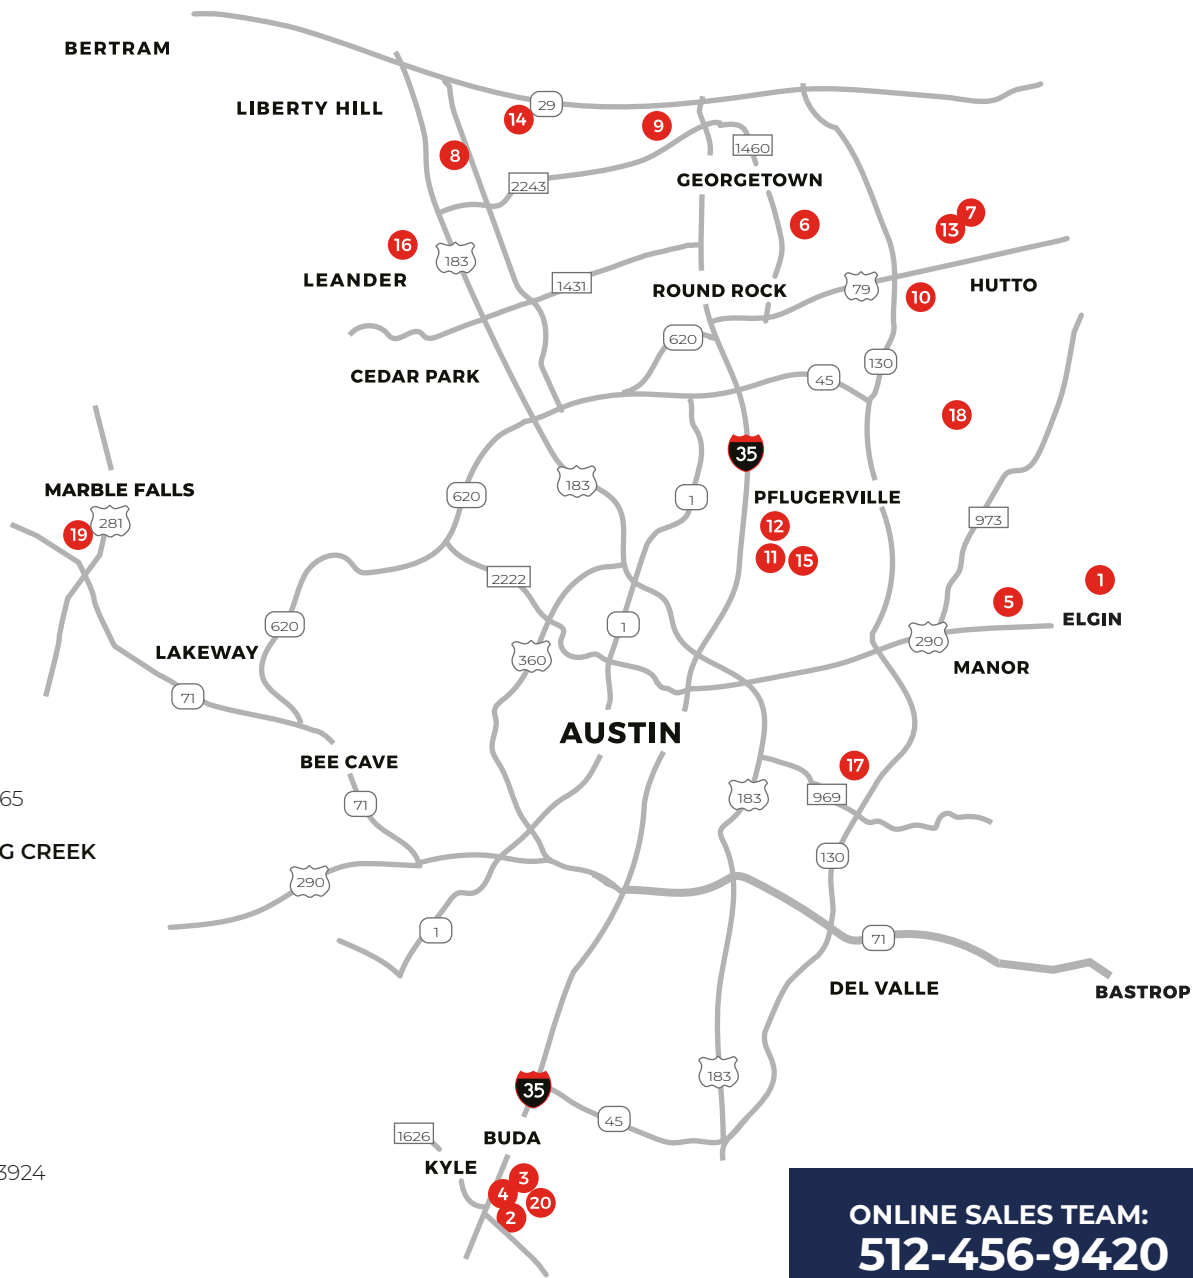 BERTRAM
LIBERTY HILL
29
14
9
8
1460
2243
GEORGETOWN
7
6
13
16
183
LEANDER
1431
ROUND ROCK
79
HUTTO
10
620
130
CEDAR PARK
45
18
35
MARBLE FALLS
183
620
1
PFLUGERVILLE
281
19
12
973
11
15
2222
1
5
ELGIN
620
1
290
LAKEWAY
360
MANOR
71
AUSTIN
BEE CAVE
17
65
71
183
969
G CREEK
130
290
1
71
DEL VALLE
BASTROP
183
35
45
1626
BUDA
KYLE
3924
3
4
20
2
ONLINE SALES TEAM:
512-456-9420